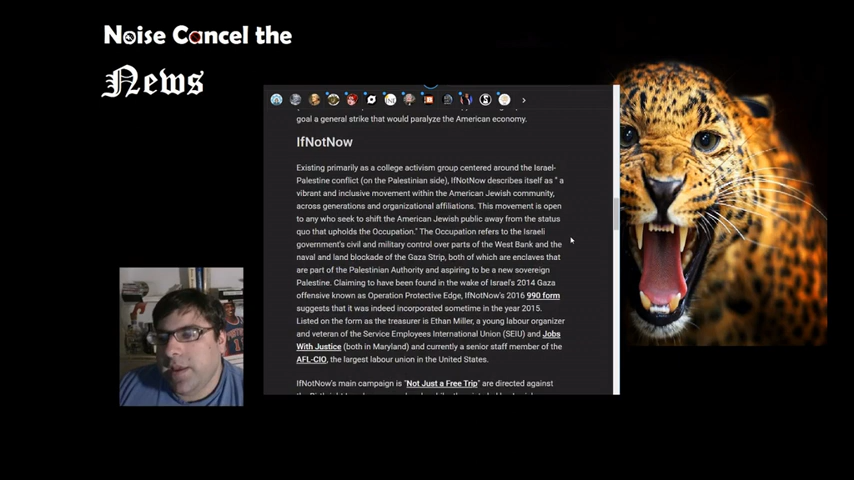 Noise Cancel the
News
goal a general strike that would paralyze the American economy.
IfNotNow
Existing primarily as a college activism group centered around the Israel-
Palestine conflict (on the Palestinian side), IfNotNow describes itself as " a
vibrant and inclusive movement within the American Jewish community,
across generations and organizational affiliations. This movement is open
to any who seek to shift the American Jewish public away from the status
quo that upholds the Occupation." The Occupation refers to the Israeli
government's civil and military control over parts of the West Bank and the
naval and land blockade of the Gaza Strip, both of which are enclaves that
are part of the Palestinian Authority and aspiring to be a new sovereign
Palestine. Claiming to have been found in the wake of Israel's 2014 Gaza
offensive known as Operation Protective Edge, IfNotNow's 2016 990 form
suggests that it was indeed incorporated sometime in the year 2015.
Listed on the form as the treasurer is Ethan Miller, a young labour organizer
and veteran of the Service Employees International Union (SEIU) and Jobs
With Justice (both in Maryland) and currently a senior staff member of the
AFL-CIO, the largest labour union in the United States.
IfNotNow's main campaign is "Not Just a Free Trip" are directed against